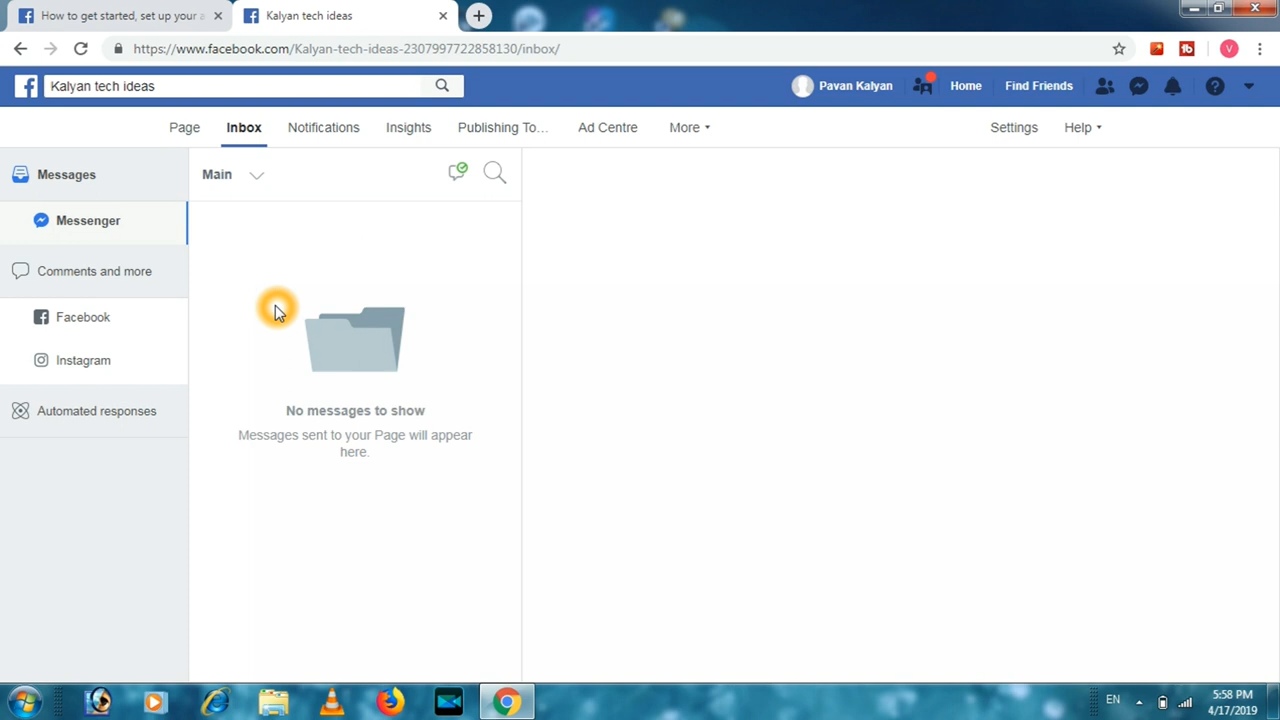 How to get started, set up your a
Kalyan tech ideas
https://www.facebook.com/Kalyan-tech-ideas-2307997722858130/inbox/
V
Kalyan tech ideas
Pavan Kalyan
Home
Find Friends
Page
Inbox
Notifications
Insights
Publishing To...
Ad Centre
More
Settings
Help
Messages
Main
Messenger
Comments and more
Facebook
Instagram
Automated responses
No messages to show
Messages sent to your Page will appear
here.
EN
5:58 PM
4/17/2019